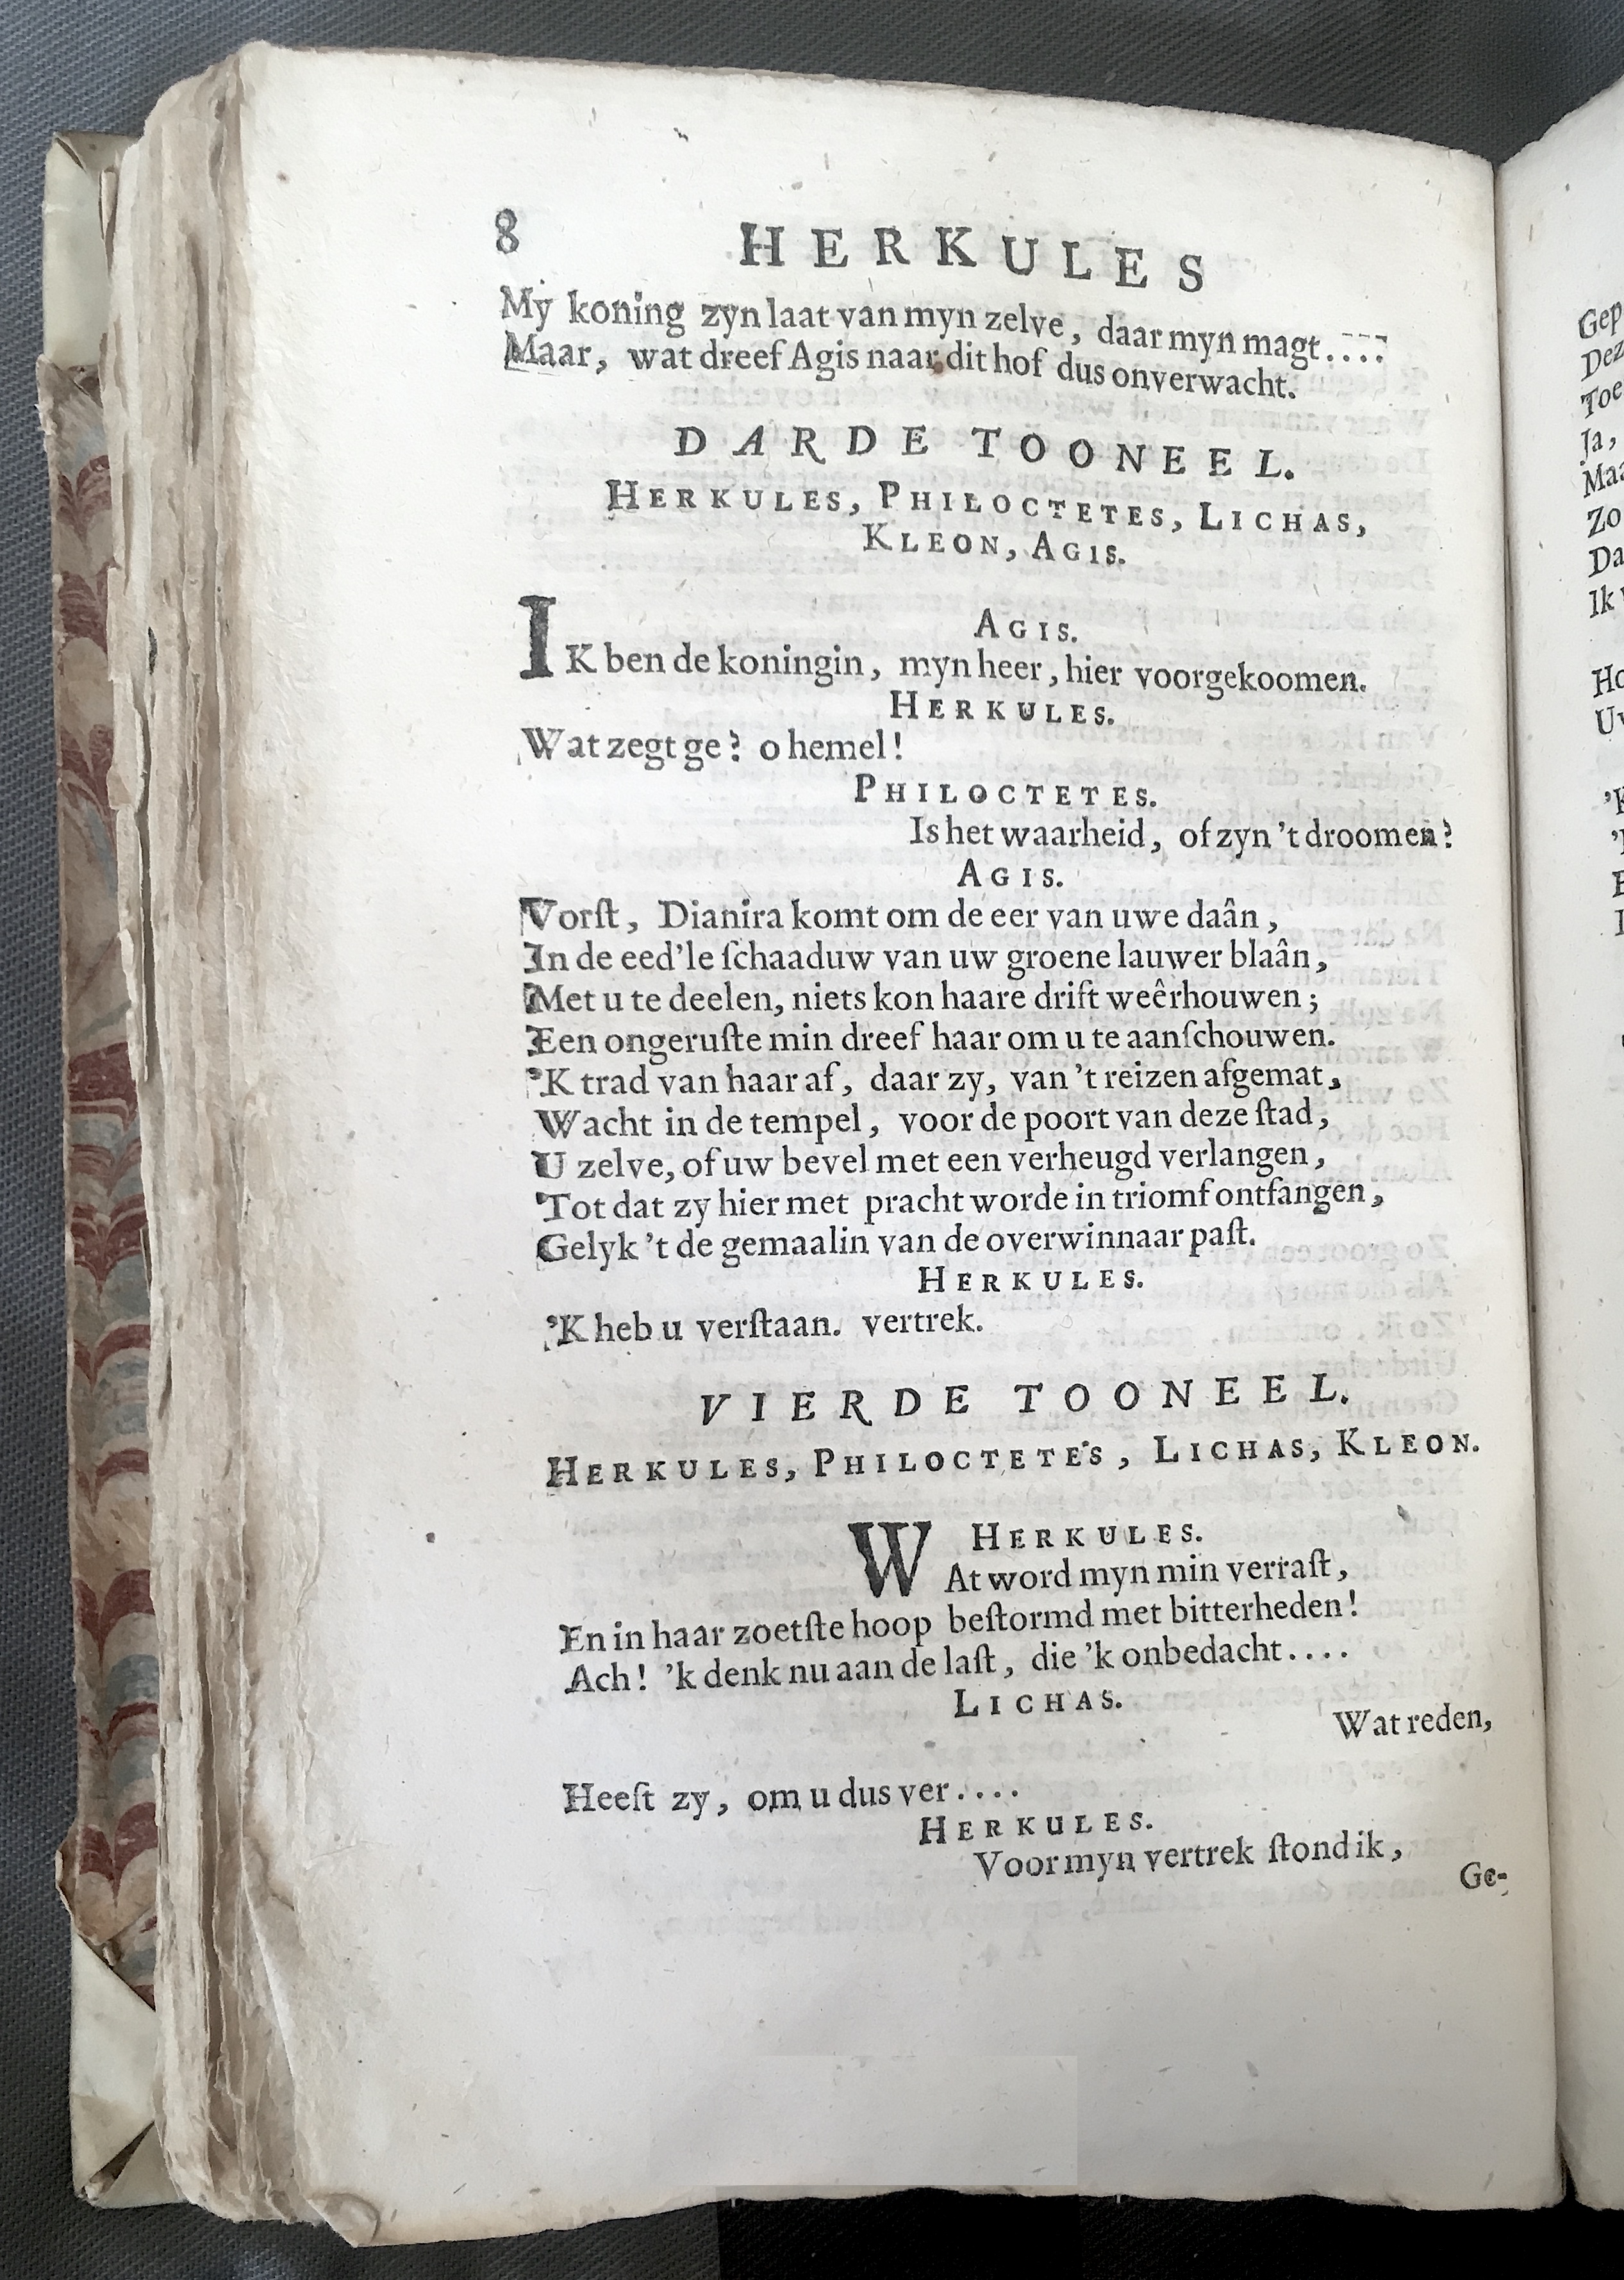 8 HERKULES
My koning zyn laat van myn zelve, daar myn magt....
Maar, wat dreef Agis naar dit hof dus onverwacht.
DARDE TOONEEL.
HERKULES, PHILOCTETES, LICHAS,
KLEON, AGIS.
AGIS.
IK ben de koningin, myn heer, hier voorgekoomen.
HERKULES.
Wat zegt ge? o hemel!
PHILOCTETES.
Is het waarheid, of zyn 't droomen?
AGIS.
Vorſt, Dianira komt om de eer van uwe daân,
In de eed'le ſchaaduw van uw groene lauwer blaân,
Met u te deelen, niets kon haare drift weêrhouwen;
Een ongeruſte min dreef haar om u te aanſchouwen.
'K trad van haar af, daar zy, van 't reizen afgemat,
Wacht in de tempel, voor de poort van deze ſtad,
U zelve, of uw bevel met een verheugd verlangen,
Tot dat zy hier met pracht worde in triomf ontfangen,
Gelyk 't de gemaalin van de overwinnaar paſt.
HERKULES.
'K heb u verſtaan. vertrek.
VIERDE TOONEEL.
HERKULES, PHILOCTETES, LICHAS, KLEON.
HERKULES.
WAt word myn min verraſt,
En in haar zoetſte hoop beſtormd met bitterheden!
Ach! 'k denk nu aan de laſt, die 'k onbedacht....
LICHAS.
Wat reden,
Heeft zy, om u dus ver....
HERKULES.
Voor myn vertrek ſtond ik,
Ge-
Gep
Dez
Toe
Ja,
Maa
Zo
Da
Ik
Ho